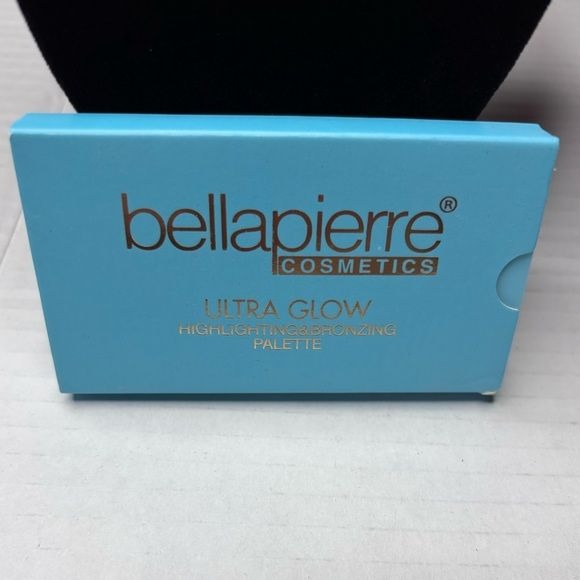 bellapierre®
COSMETICS
ULTRA GLOW
HIGHLIGHTING&BRONZING
PALETTE